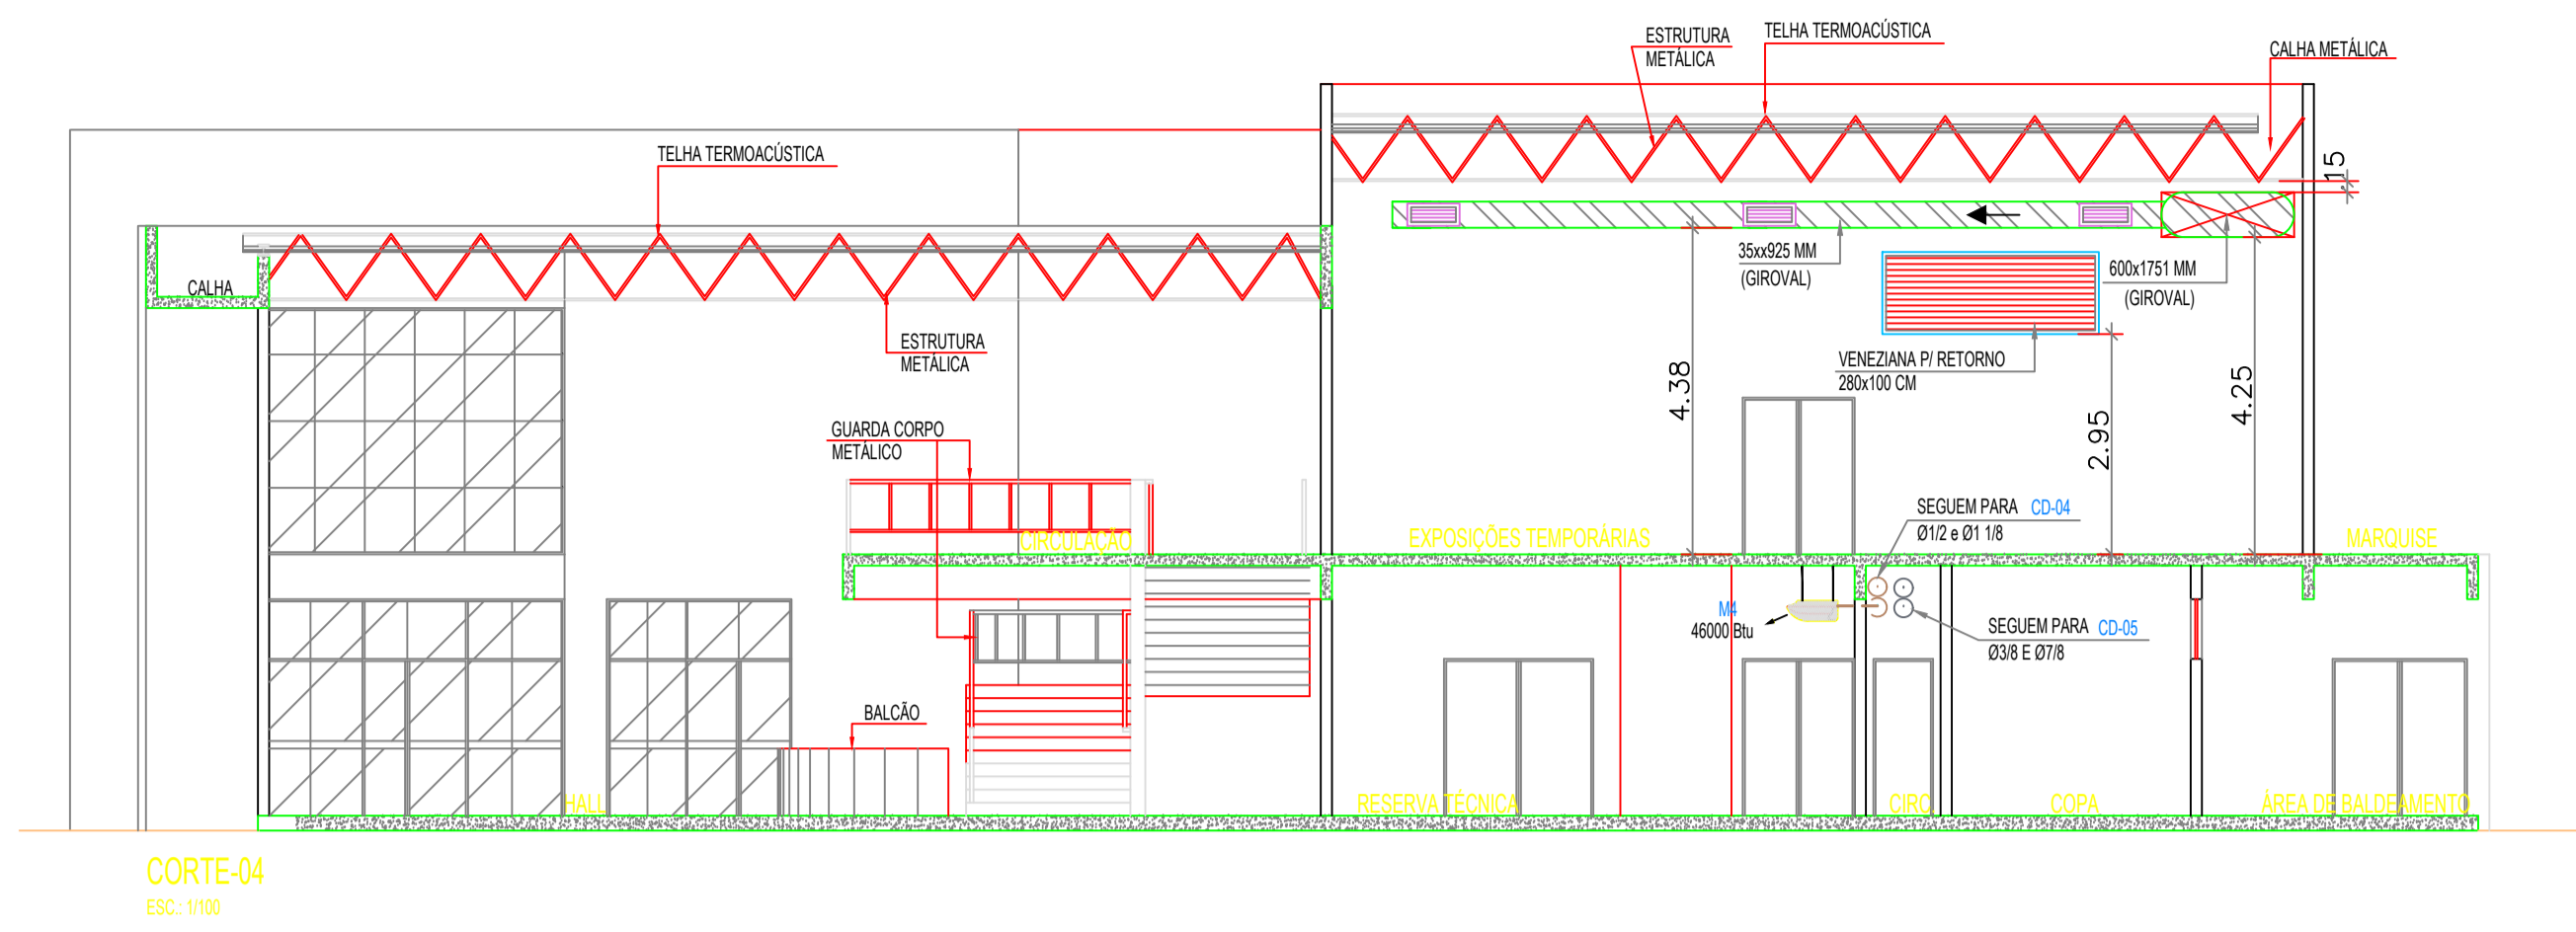 ESTRUTURA
METÁLICA
TELHA TERMOACÚSTICA
CALHA METÁLICA
TELHA TERMOACÚSTICA
15
CALHA
35xx925 MM
(GIROVAL)
600x1751 MM
(GIROVAL)
ESTRUTURA
METÁLICA
VENEZIANA P/ RETORNO
280x100 CM
4.38
2.95
4.25
GUARDA CORPO
METÁLICO
SEGUEM PARA CD-04
Ø1/2 e Ø1 1/8
CIRCULAÇÃO
EXPOSIÇÕES TEMPORÁRIAS
MARQUISE
M4
46000 Btu
SEGUEM PARA CD-05
Ø3/8 E Ø7/8
BALCÃO
HALL
RESERVA TÉCNICA
CIRC.
COPA
ÁREA DE BALDEAMENTO
CORTE-04
ESC.: 1/100